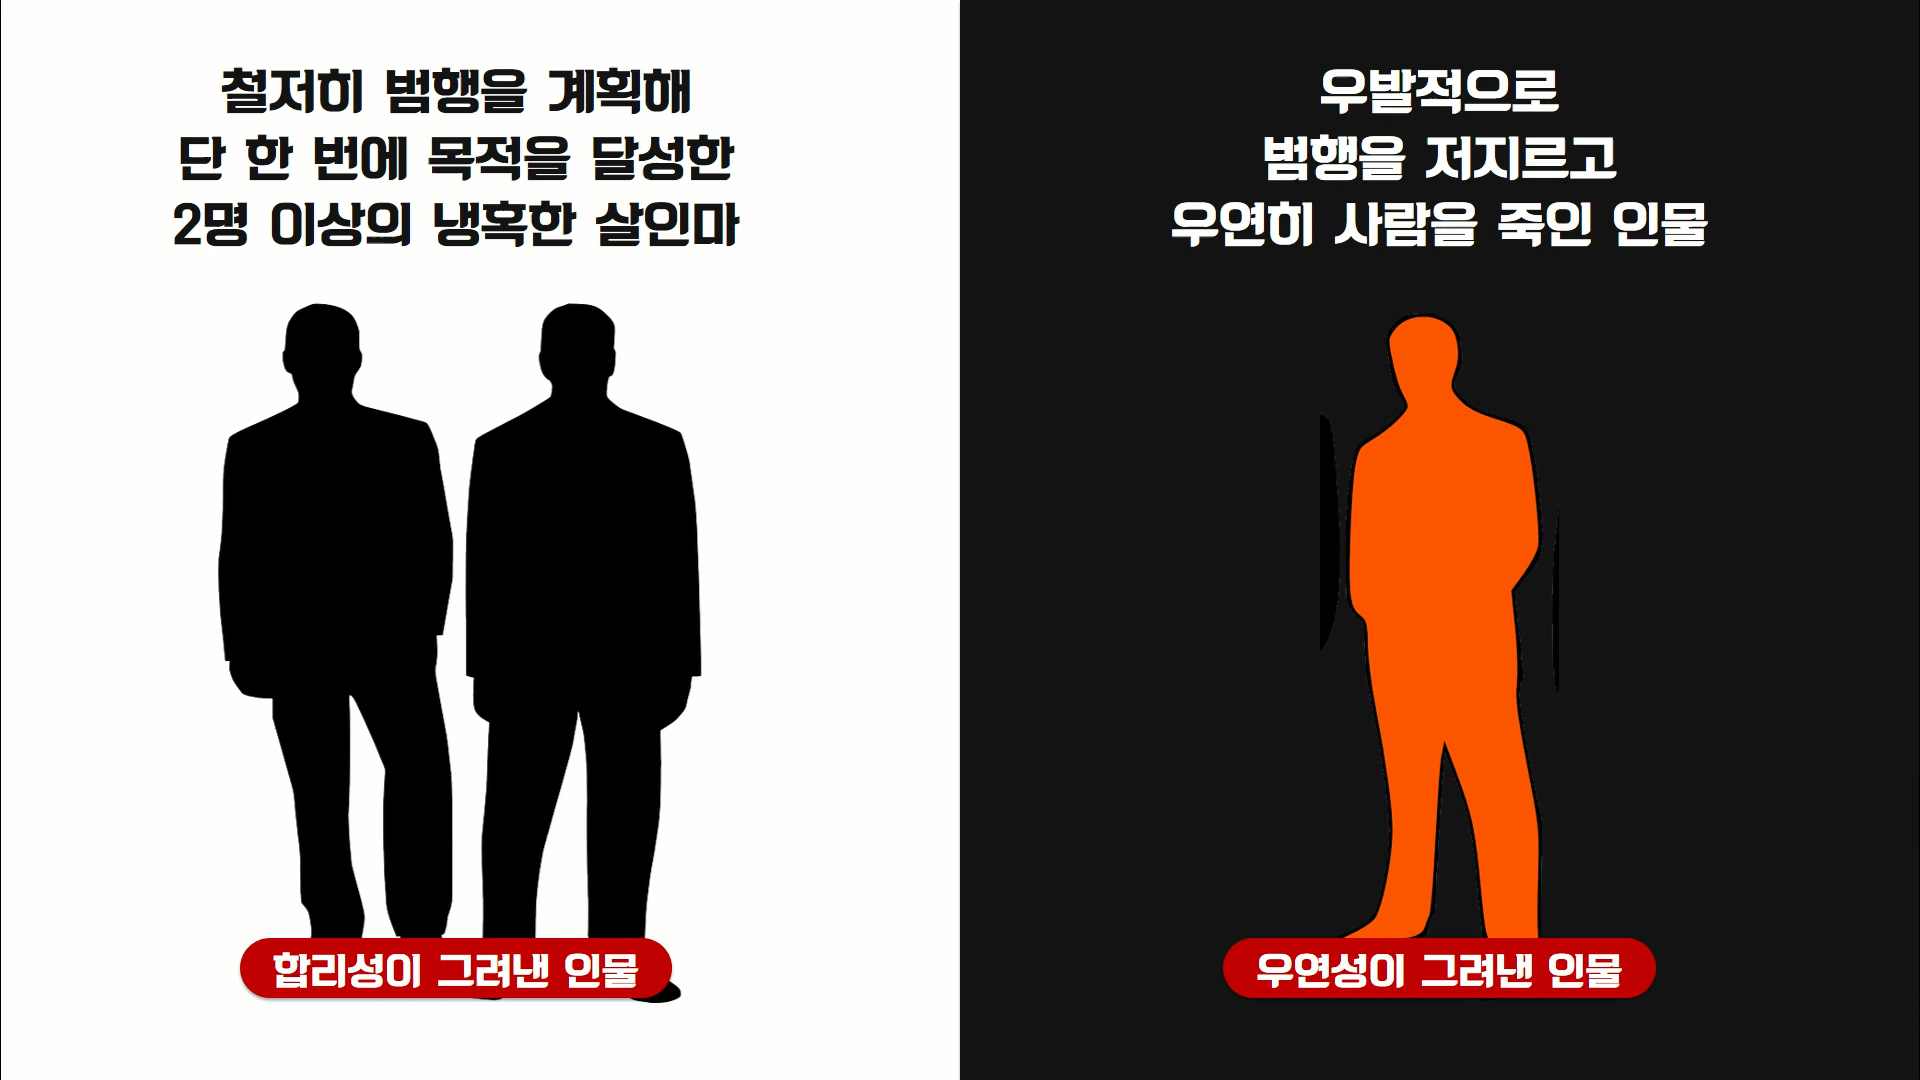 철저히 범행을 계획해
단 한 번에 목적을 달성한
2명 이상의 냉혹한 살인마
합리성이 그려낸 인물
우발적으로
범행을 저지르고
우연히 사람을 죽인 인물
우연성이 그려낸 인물